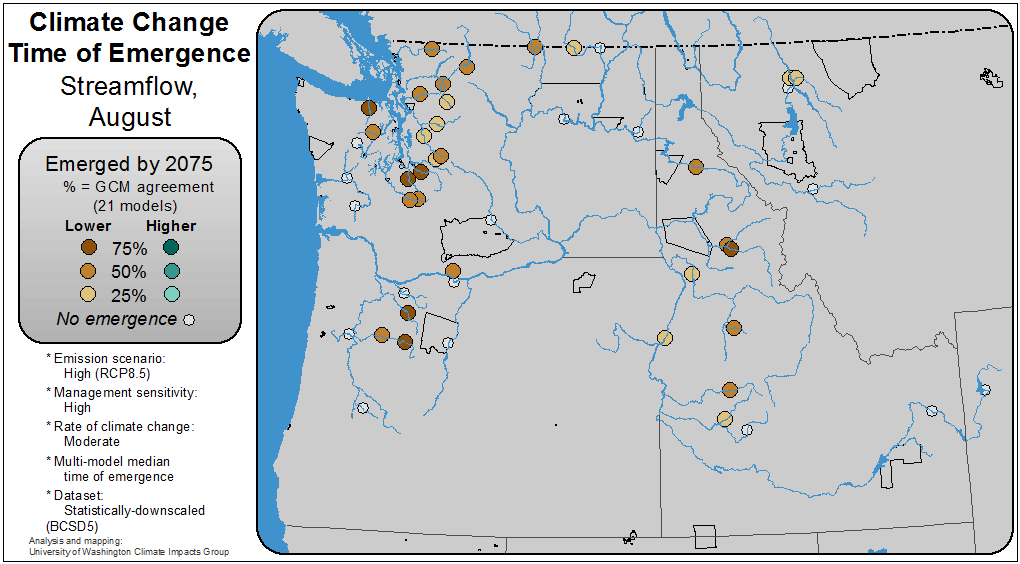 Climate Change
Time of Emergence
Streamflow,
August
Emerged by 2075
% = GCM agreement
(21 models)
Lower Higher
75%
50%
25%
No emergence
* Emission scenario:
High (RCP8.5)
* Management sensitivity:
High
* Rate of climate change:
Moderate
* Multi-model median
time of emergence
* Dataset:
Statistically-downscaled
(BCSD5)
Analysis and mapping:
University of Washington Climate Impacts Group